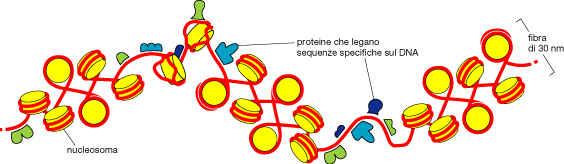 proteine che legano
sequenze specifiche sul DNA
fibra
di 30 nm
nucleosoma